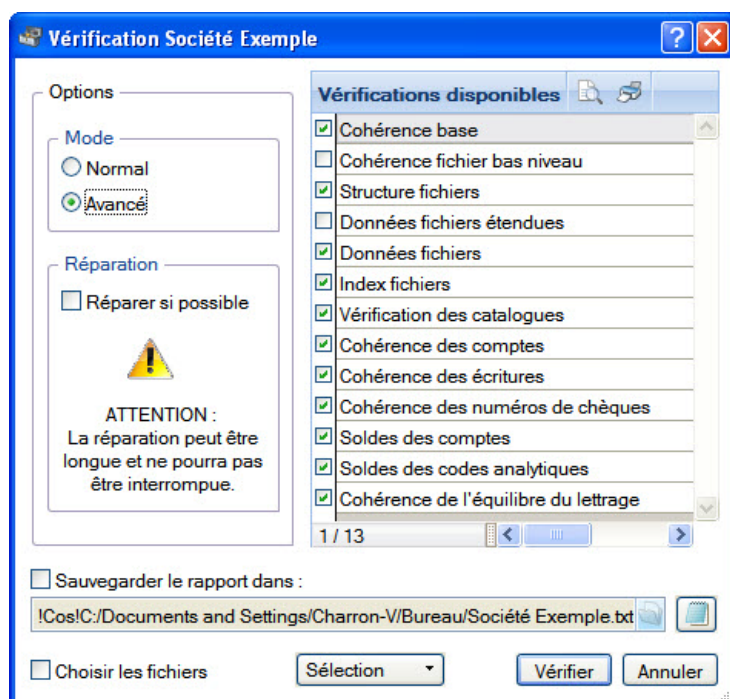 Vérification Société Exemple
Options
Mode
Normal
Avancé
Réparation
Réparer si possible
ATTENTION :
La réparation peut être
longue et ne pourra pas
être interrompue.
Vérifications disponibles
Cohérence base
Cohérence fichier bas niveau
Structure fichiers
Données fichiers étendues
Données fichiers
Index fichiers
Vérification des catalogues
Cohérence des comptes
Cohérence des écritures
Cohérence des numéros de chèques
Soldes des comptes
Soldes des codes analytiques
Cohérence de l'équilibre du lettrage
1 / 13
Sauvegarder le rapport dans :
!Cos!C:/Documents and Settings/Charron-V/Bureau/Société Exemple.txt
Choisir les fichiers
Sélection
Vérifier
Annuler